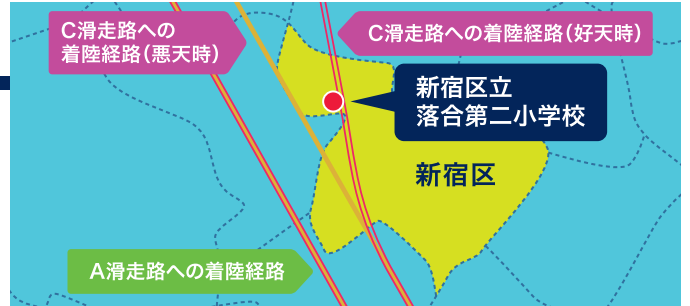 C滑走路への
着陸経路(悪天時)
C滑走路への着陸経路(好天時)
新宿区立
落合第二小学校
新宿区
A滑走路への着陸経路